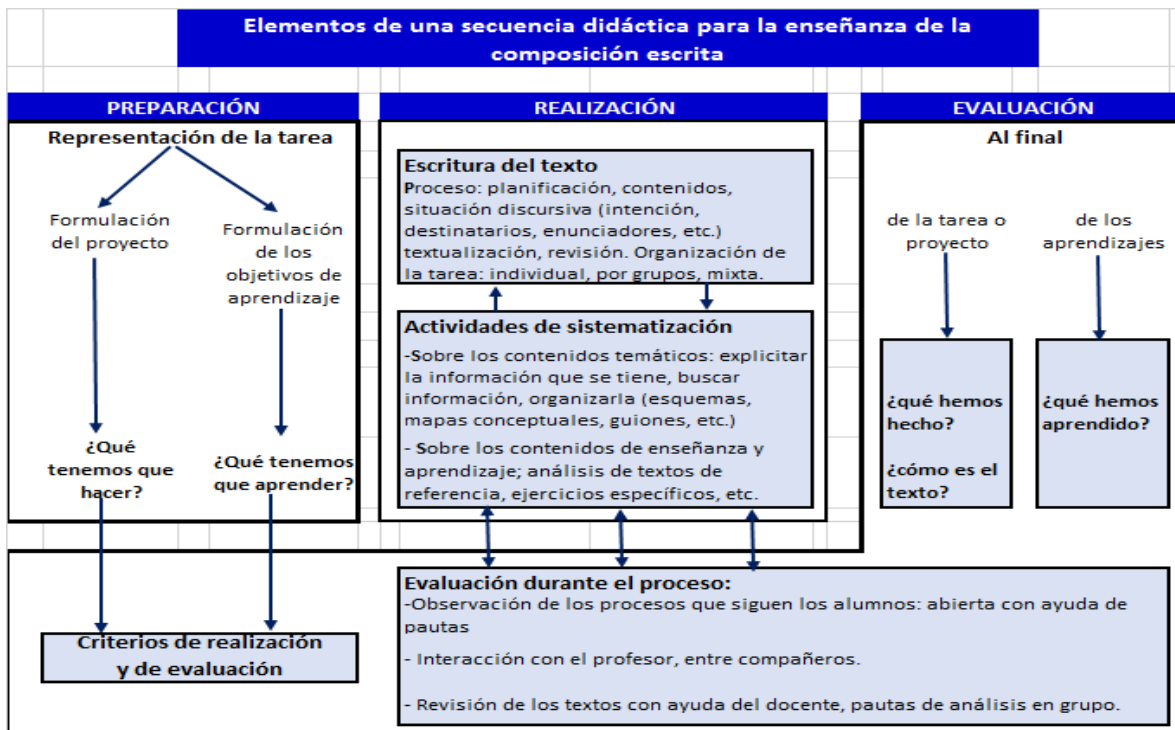 Elementos de una secuencia didáctica para la enseñanza de la
composición escrita
PREPARACIÓN
Representación de la tarea
Formulación
del proyecto
Formulación
de los
objetivos de
aprendizaje
¿Qué
tenemos que
hacer?
¿Qué tenemos
que aprender?
Criterios de realización
y de evaluación
REALIZACIÓN
Escritura del texto
Proceso: planificación, contenidos,
situación discursiva (intención,
destinatarios, enunciadores, etc.)
textualización, revisión. Organización de
la tarea: individual, por grupos, mixta.
Actividades de sistematización
-Sobre los contenidos temáticos: explicitar
la información que se tiene, buscar
información, organizarla (esquemas,
mapas conceptuales, guiones, etc.)
- Sobre los contenidos de enseñanza y
aprendizaje; análisis de textos de
referencia, ejercicios específicos, etc.
EVALUACIÓN
Al final
de la tarea o
proyecto
de los
aprendizajes
¿qué hemos
hecho?
¿cómo es el
texto?
¿qué hemos
aprendido?
Evaluación durante el proceso:
-Observación de los procesos que siguen los alumnos: abierta con ayuda de
pautas
- Interacción con el profesor, entre compañeros.
- Revisión de los textos con ayuda del docente, pautas de análisis en grupo.